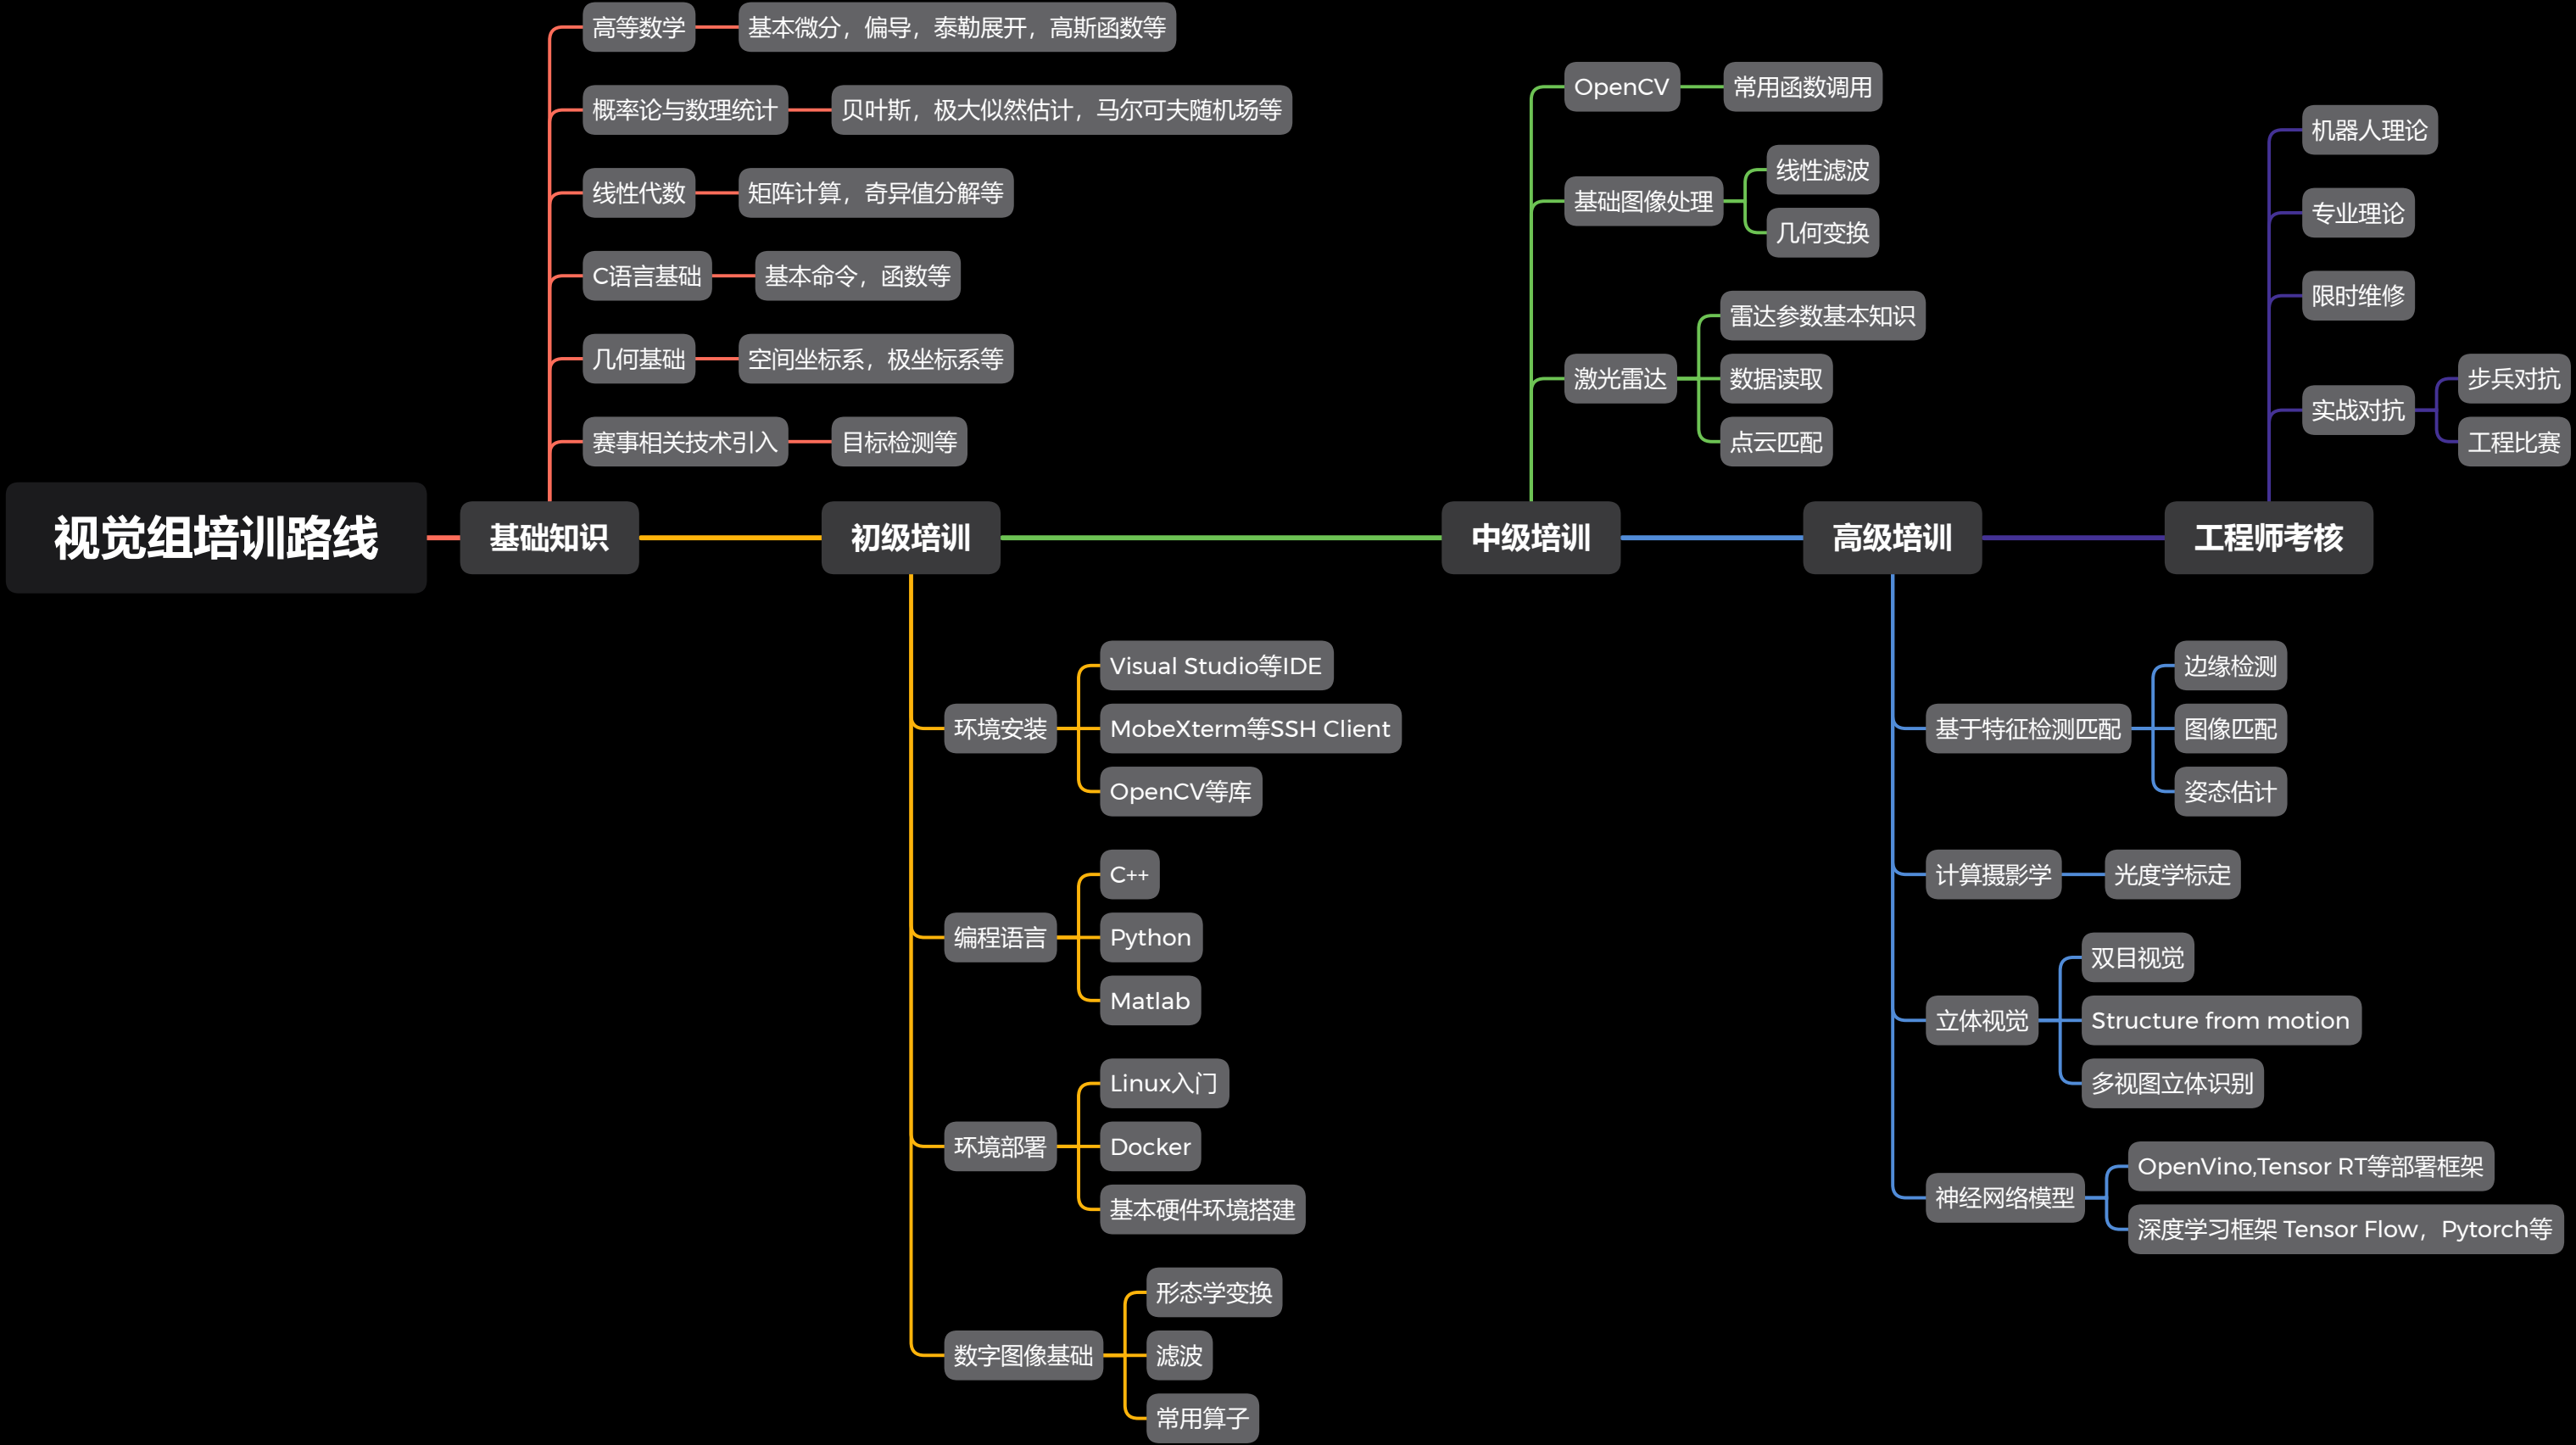 视觉组培训路线
基础知识
高等数学
基本微分，偏导，泰勒展开，高斯函数等
概率论与数理统计
贝叶斯，极大似然估计，马尔可夫随机场等
线性代数
矩阵计算，奇异值分解等
C语言基础
基本命令，函数等
几何基础
空间坐标系，极坐标系等
赛事相关技术引入
目标检测等
初级培训
环境安装
Visual Studio等IDE
MobeXterm等SSH Client
OpenCV等库
编程语言
C++
Python
Matlab
环境部署
Linux入门
Docker
基本硬件环境搭建
数字图像基础
形态学变换
滤波
常用算子
中级培训
OpenCV
常用函数调用
基础图像处理
线性滤波
几何变换
激光雷达
雷达参数基本知识
数据读取
点云匹配
高级培训
基于特征检测匹配
边缘检测
图像匹配
姿态估计
计算摄影学
光度学标定
立体视觉
双目视觉
Structure from motion
多视图立体识别
神经网络模型
OpenVino,Tensor RT等部署框架
深度学习框架 Tensor Flow，Pytorch等
工程师考核
机器人理论
专业理论
限时维修
实战对抗
步兵对抗
工程比赛